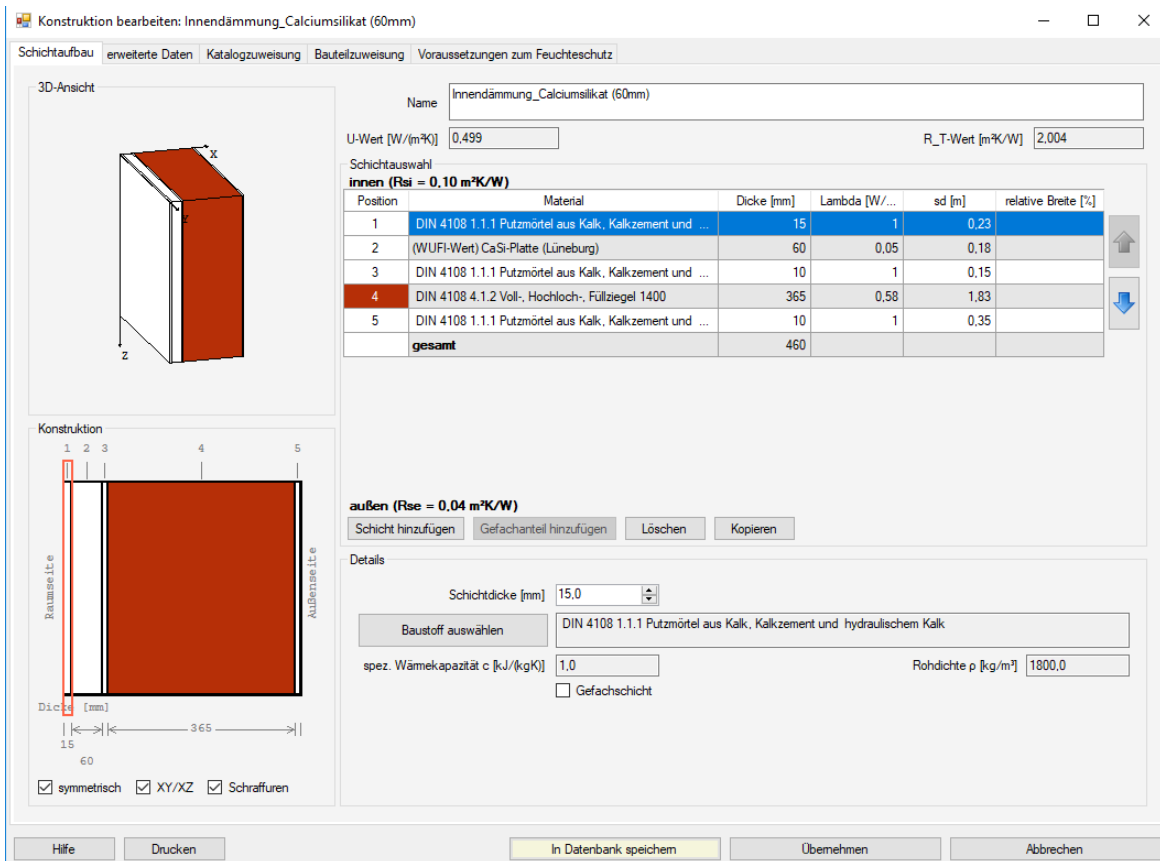 Konstruktion bearbeiten: Innendämmung_Calciumsilikat (60mm)
Schichtaufbau erweiterte Daten Katalogzuweisung Bauteilzuweisung Voraussetzungen zum Feuchteschutz
3D-Ansicht
X
Y
Z
Name Innendämmung_Calciumsilikat (60mm)
U-Wert [W/(m²K)] 0,499 R_T-Wert [m²K/W] 2,004
Schichtauswahl
innen (Rsi = 0,10 m²K/W)
Position Material Dicke [mm] Lambda [W/... sd [m] relative Breite [%]
1 DIN 4108 1.1.1 Putzmörtel aus Kalk, Kalkzement und ... 15 1 0,23
2 (WUFI-Wert) CaSi-Platte (Lüneburg) 60 0,05 0,18
3 DIN 4108 1.1.1 Putzmörtel aus Kalk, Kalkzement und ... 10 1 0,15
4 DIN 4108 4.1.2 Voll-, Hochloch-, Füllziegel 1400 365 0,58 1,83
5 DIN 4108 1.1.1 Putzmörtel aus Kalk, Kalkzement und ... 10 1 0,35
gesamt 460
außen (Rse = 0,04 m²K/W)
Schicht hinzufügen Gefachanteil hinzufügen Löschen Kopieren
Konstruktion
1 2 3 4 5
Raumseite
Außenseite
Dicke [mm]
365
15
60
symmetrisch XY/XZ Schraffuren
Details
Schichtdicke [mm] 15,0
Baustoff auswählen DIN 4108 1.1.1 Putzmörtel aus Kalk, Kalkzement und hydraulischem Kalk
spez. Wärmekapazität c [kJ/(kgK)] 1,0 Rohdichte ρ [kg/m³] 1800,0
Gefachschicht
Hilfe Drucken In Datenbank speichern Übernehmen Abbrechen